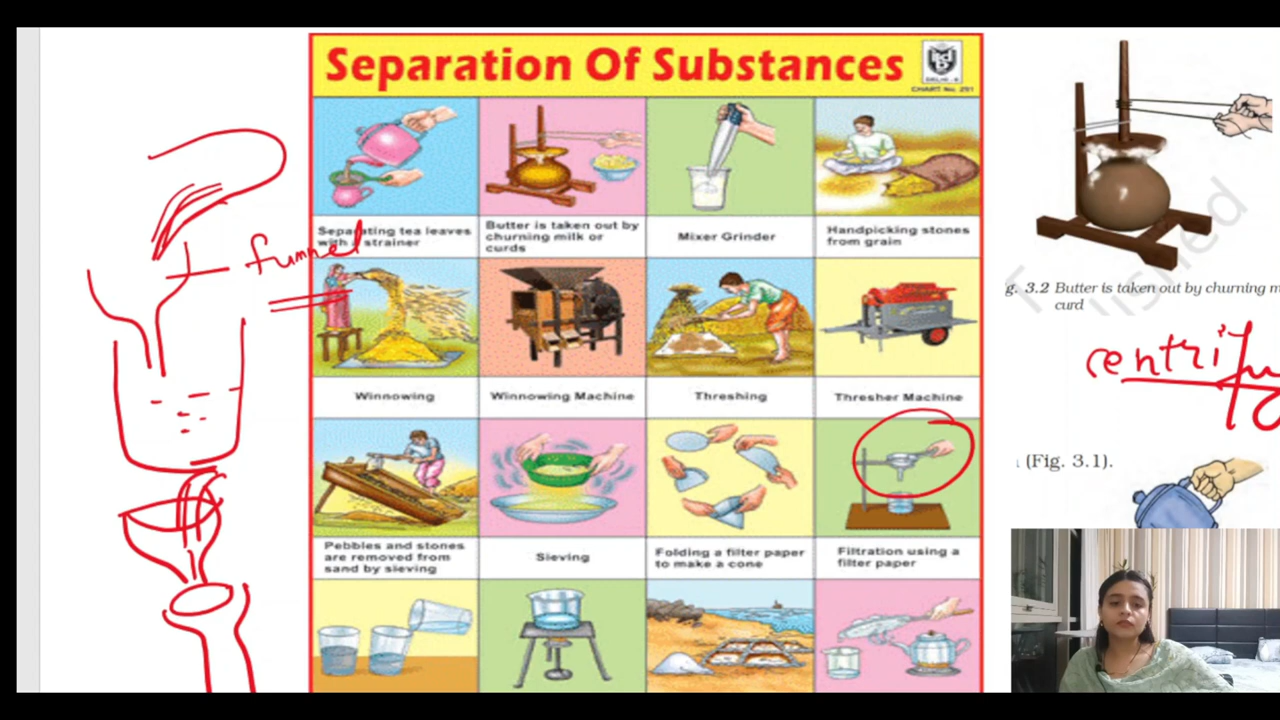 Separation Of Substances
DELHI - 6
CHART No. 251
funnel
Separating tea leaves
with a strainer
Butter is taken out by
churning milk or
curds
Mixer Grinder
Handpicking stones
from grain
Winnowing
Winnowing Machine
Threshing
Thresher Machine
Pebbles and stones
are removed from
sand by sieving
Sieving
Folding a filter paper
to make a cone
Filtration using a
filter paper
g. 3.2 Butter is taken out by churning m
curd
centrifu
(Fig. 3.1).